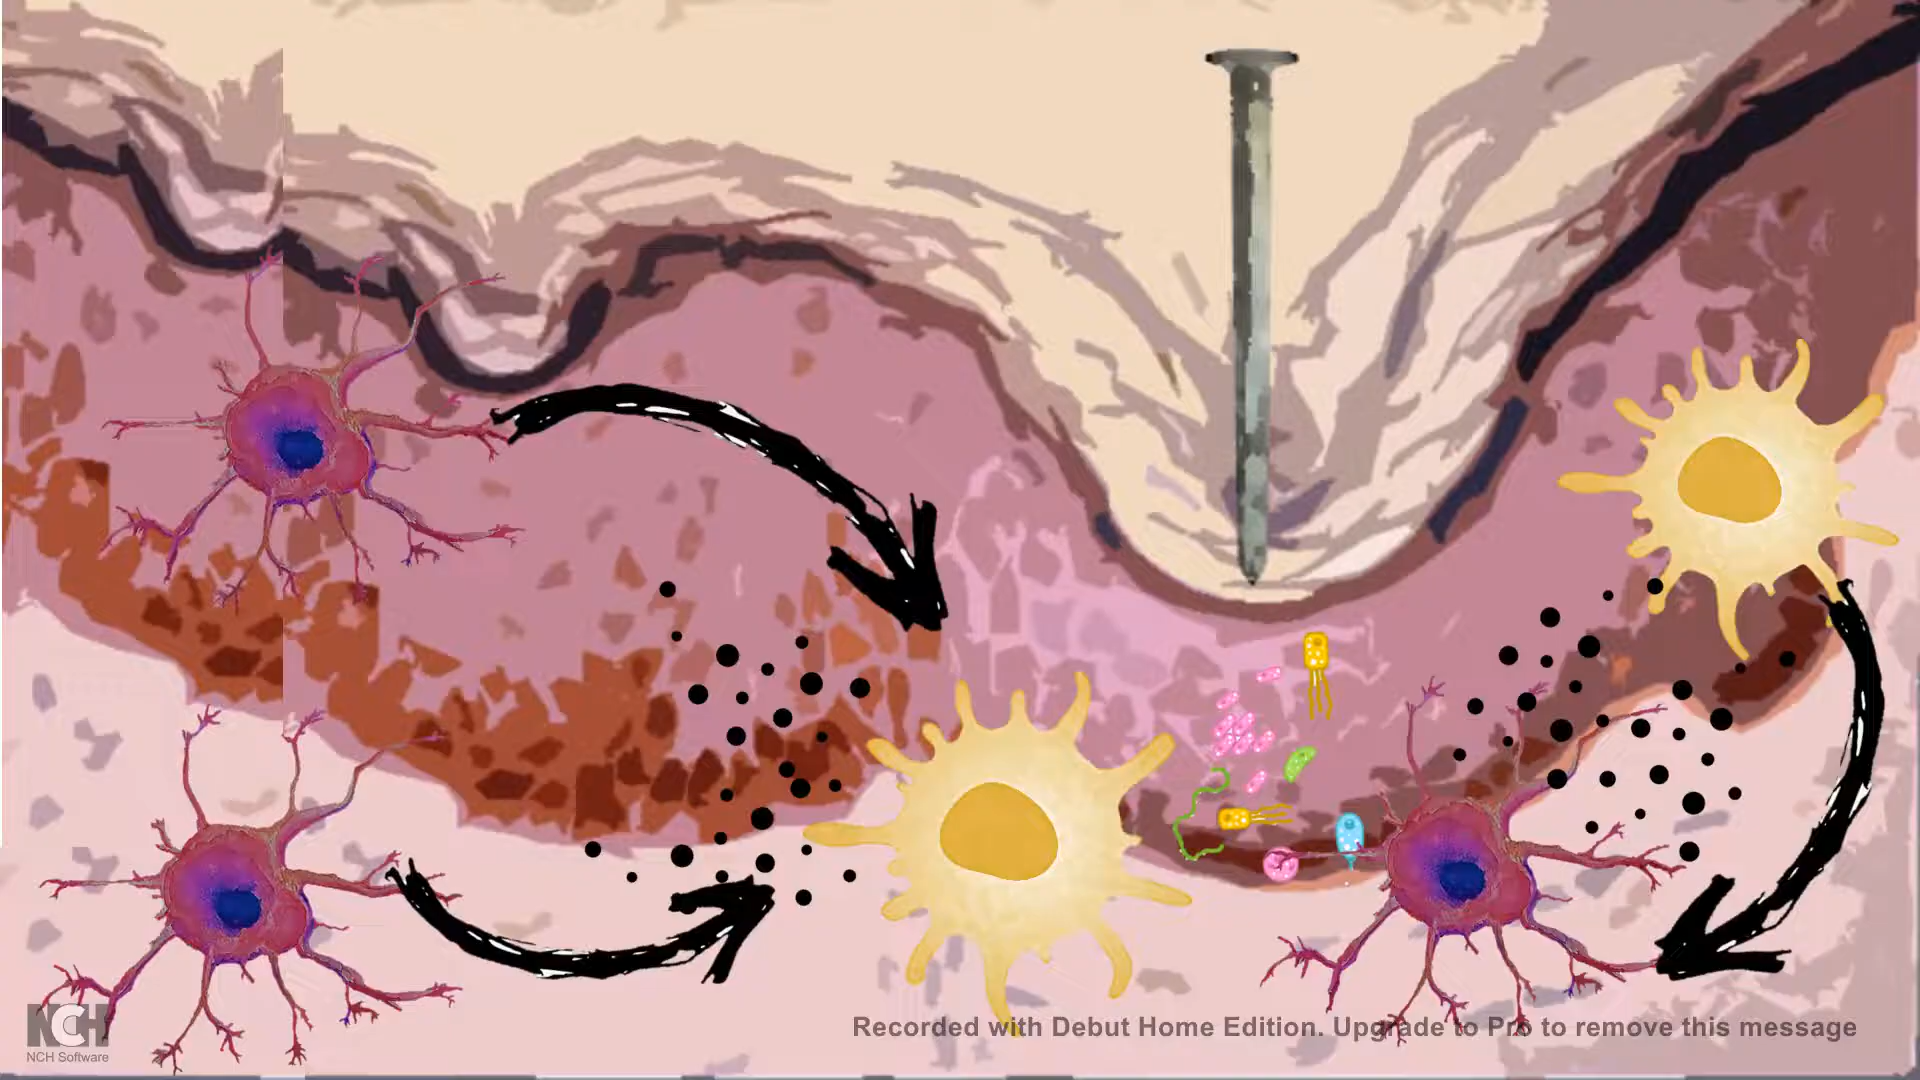 NCH
NCH Software
Recorded with Debut Home Edition. Upgrade to Pro to remove this message